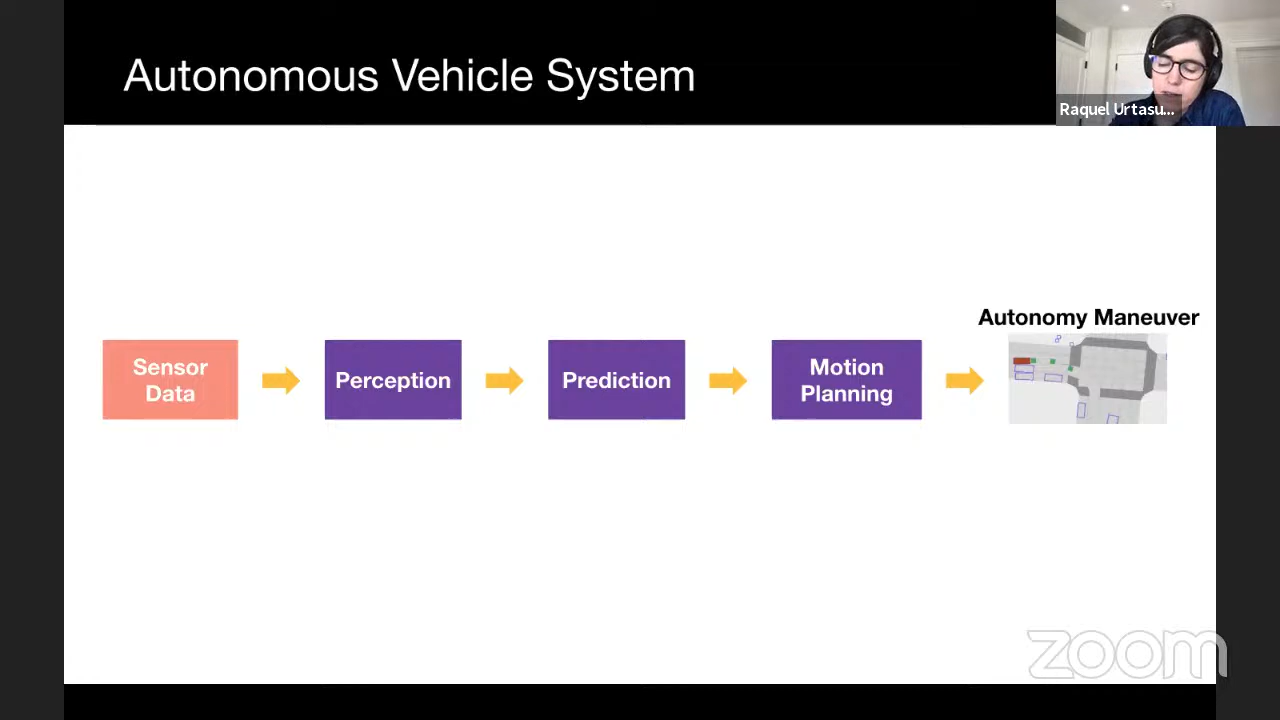 Autonomous Vehicle System
Raquel Urtasu...
Autonomy Maneuver
Sensor
Data
Perception
Prediction
Motion
Planning
zoom